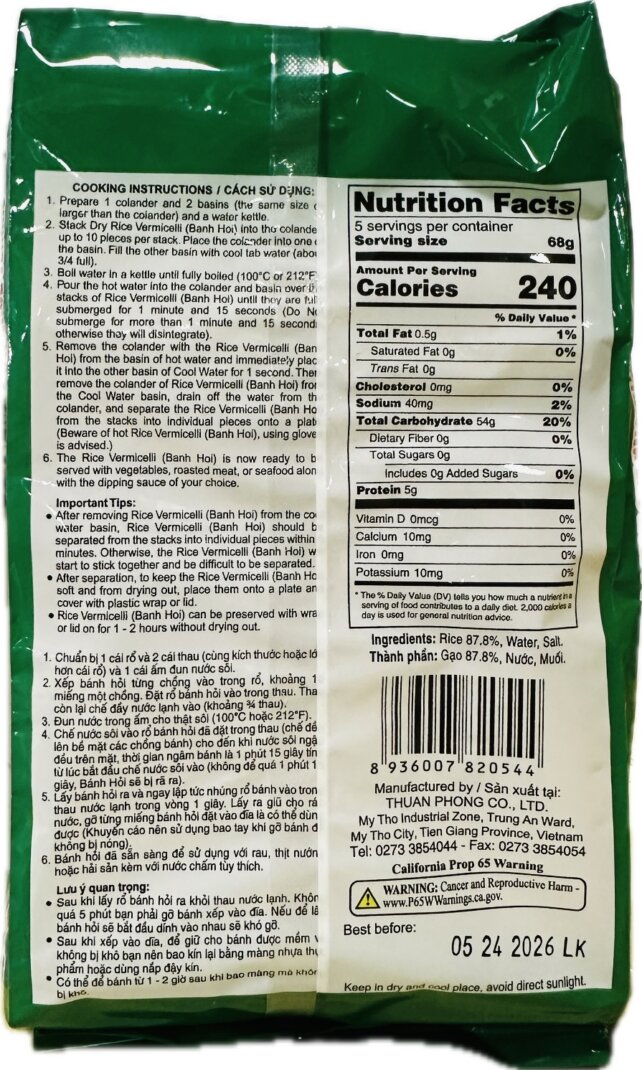 COOKING INSTRUCTIONS / CÁCH SỬ DỤNG:
1. Prepare 1 colander and 2 basins (the same size
larger than the colander) and a water kettle.
2. Stack Dry Rice Vermicelli (Banh Hoi) into the colande
up to 10 pieces per stack. Place the colander into one
the basin. Fill the other basin with cool tab water (abou
3/4 full).
3. Boil water in a kettle until fully boiled (100°C or 212°F
4. Pour the hot water into the colander and basin over th
stacks of Rice Vermicelli (Banh Hoi) until they are full
submerged for 1 minute and 15 seconds (Do No
submerge for more than 1 minute and 15 second
otherwise they will disintegrate).
5. Remove the colander with the Rice Vermicelli (Ban
Hoi) from the basin of hot water and immediately plac
it into the other basin of Cool Water for 1 second. Then
remove the colander of Rice Vermicelli (Banh Hoi) from
the Cool Water basin, drain off the water from th
colander, and separate the Rice Vermicelli (Banh Ho
from the stacks into individual pieces onto a plat
(Beware of hot Rice Vermicelli (Banh Hoi), using glove
is advised.)
6. The Rice Vermicelli (Banh Hoi) is now ready to b
served with vegetables, roasted meat, or seafood alon
with the dipping sauce of your choice.
Important Tips:
• After removing Rice Vermicelli (Banh Hoi) from the coo
water basin, Rice Vermicelli (Banh Hoi) should b
separated from the stacks into individual pieces within
minutes. Otherwise, the Rice Vermicelli (Banh Hoi) w
start to stick together and be difficult to be separated.
• After separation, to keep the Rice Vermicelli (Banh Ho
soft and from drying out, place them onto a plate an
cover with plastic wrap or lid.
• Rice Vermicelli (Banh Hoi) can be preserved with wra
or lid on for 1 - 2 hours without drying out.
1. Chuẩn bị 1 cái rổ và 2 cái thau (cùng kích thước hoặc lớ
hơn cái rổ) và 1 cái ấm đun nước sôi.
2. Xếp bánh hỏi từng chồng vào trong rổ, khoảng 1
miếng một chồng. Đặt rổ bánh hỏi vào trong thau. Tha
còn lại chế đầy nước lạnh vào (khoảng ¾ thau).
3. Đun nước trong ấm cho thật sôi (100°C hoặc 212°F).
4. Chế nước sôi vào rổ bánh hỏi đã đặt trong thau (chế đề
lên bề mặt các chồng bánh) cho đến khi nước sôi ngậ
đều trên mặt, thời gian ngâm bánh là 1 phút 15 giây tín
từ lúc bắt đầu chế nước sôi vào (không để quá 1 phút 1
giây, Bánh Hỏi sẽ bị rã ra).
5. Lấy bánh hỏi ra và ngay lập tức nhúng rổ bánh vào tron
thau nước lạnh trong vòng 1 giây. Lấy ra giũ cho rá
nước, gỡ từng miếng bánh hỏi đặt vào đĩa là có thể dùn
được (Khuyến cáo nên sử dụng bao tay khi gỡ bánh đ
không bị nóng).
6. Bánh hỏi đã sẵn sàng để sử dụng với rau, thịt nướn
hoặc hải sản kèm với nước chấm tùy thích.
Lưu ý quan trọng:
• Sau khi lấy rổ bánh hỏi ra khỏi thau nước lạnh. Khôn
quá 5 phút bạn phải gỡ bánh xếp vào đĩa. Nếu để lâ
bánh hỏi sẽ bắt đầu dính vào nhau sẽ khó gỡ.
• Sau khi xếp vào dĩa, để giữ cho bánh được mềm v
không bị khô bạn nên bao kín lại bằng màng nhựa thự
phẩm hoặc dùng nắp đậy kín.
• Có thể để bánh từ 1 - 2 giờ sau khi bao màng mà khôn
bị khô.
Nutrition Facts
5 servings per container
Serving size 68g
Amount Per Serving
Calories 240
% Daily Value *
Total Fat 0.5g 1%
Saturated Fat 0g 0%
Trans Fat 0g
Cholesterol 0mg 0%
Sodium 40mg 2%
Total Carbohydrate 54g 20%
Dietary Fiber 0g 0%
Total Sugars 0g
Includes 0g Added Sugars 0%
Protein 5g
Vitamin D 0mcg 0%
Calcium 10mg 0%
Iron 0mg 0%
Potassium 10mg 0%
* The % Daily Value (DV) tells you how much a nutrient in a
serving of food contributes to a daily diet. 2,000 calories a
day is used for general nutrition advice.
Ingredients: Rice 87.8%, Water, Salt.
Thành phần: Gạo 87.8%, Nước, Muối.
8 936007 820544
Manufactured by / Sản xuất tại:
THUAN PHONG CO., LTD.
My Tho Industrial Zone, Trung An Ward,
My Tho City, Tien Giang Province, Vietnam
Tel: 0273 3854044 - Fax: 0273 3854054
California Prop 65 Warning
WARNING: Cancer and Reproductive Harm -
www.P65WWarnings.ca.gov.
Best before:
05 24 2026 LK
Keep in dry and cool place, avoid direct sunlight.